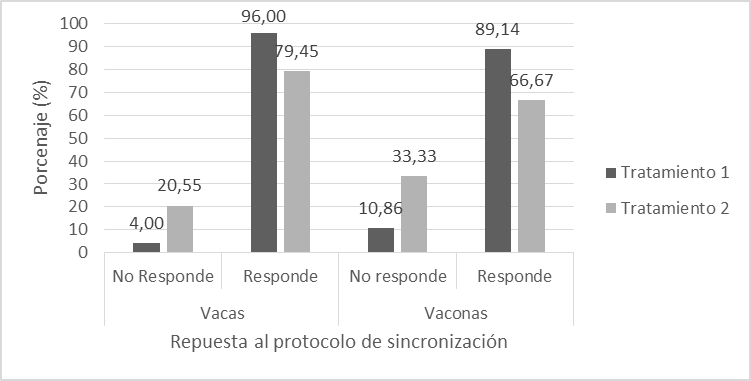 Porcenaje (%)
100
90
80
70
60
50
40
30
20
10
0
4,00
20,55
96,00
79,45
10,86
33,33
89,14
66,67
No Responde
Responde
No responde
Responde
Vacas
Vaconas
Repuesta al protocolo de sincronización
Tratamiento 1
Tratamiento 2